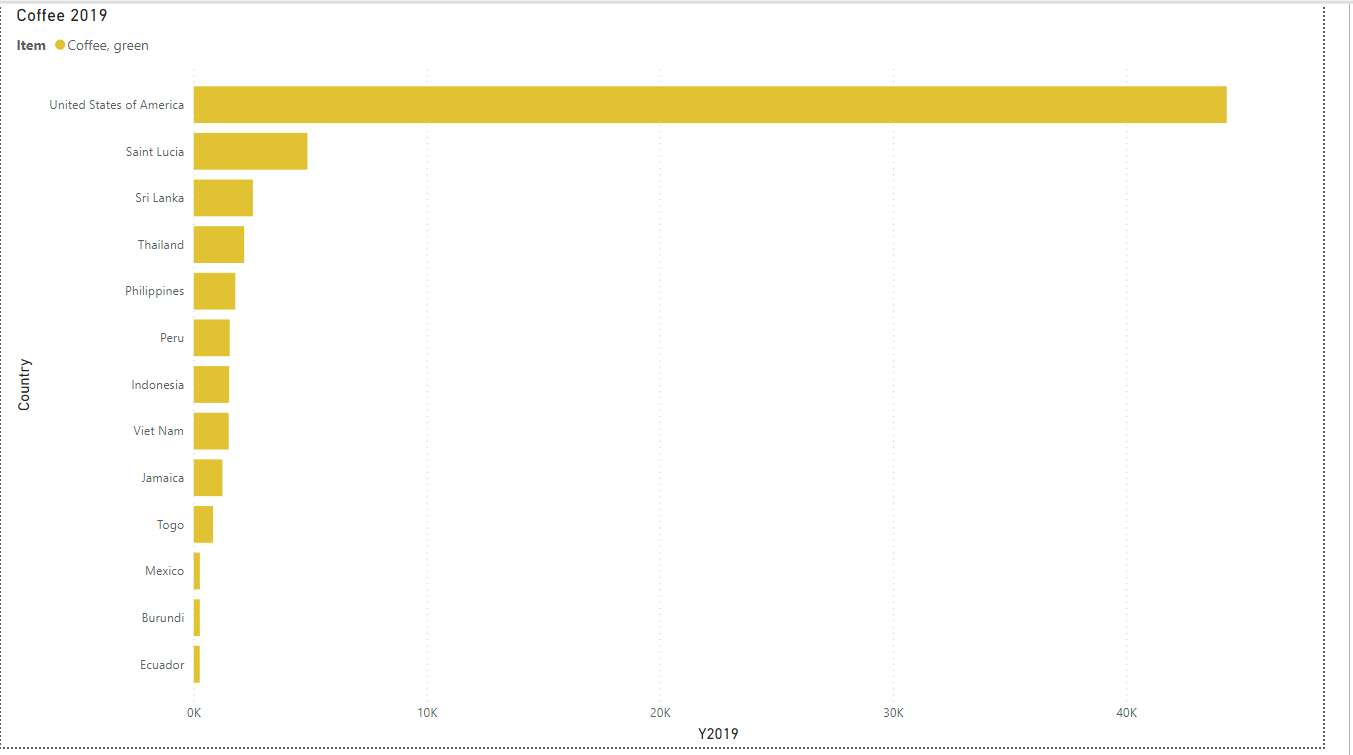 Coffee 2019
Item Coffee, green
United States of America
Saint Lucia
Sri Lanka
Thailand
Philippines
Peru
Indonesia
Viet Nam
Jamaica
Togo
Mexico
Burundi
Ecuador
Country
0K 10K 20K 30K 40K
Y2019